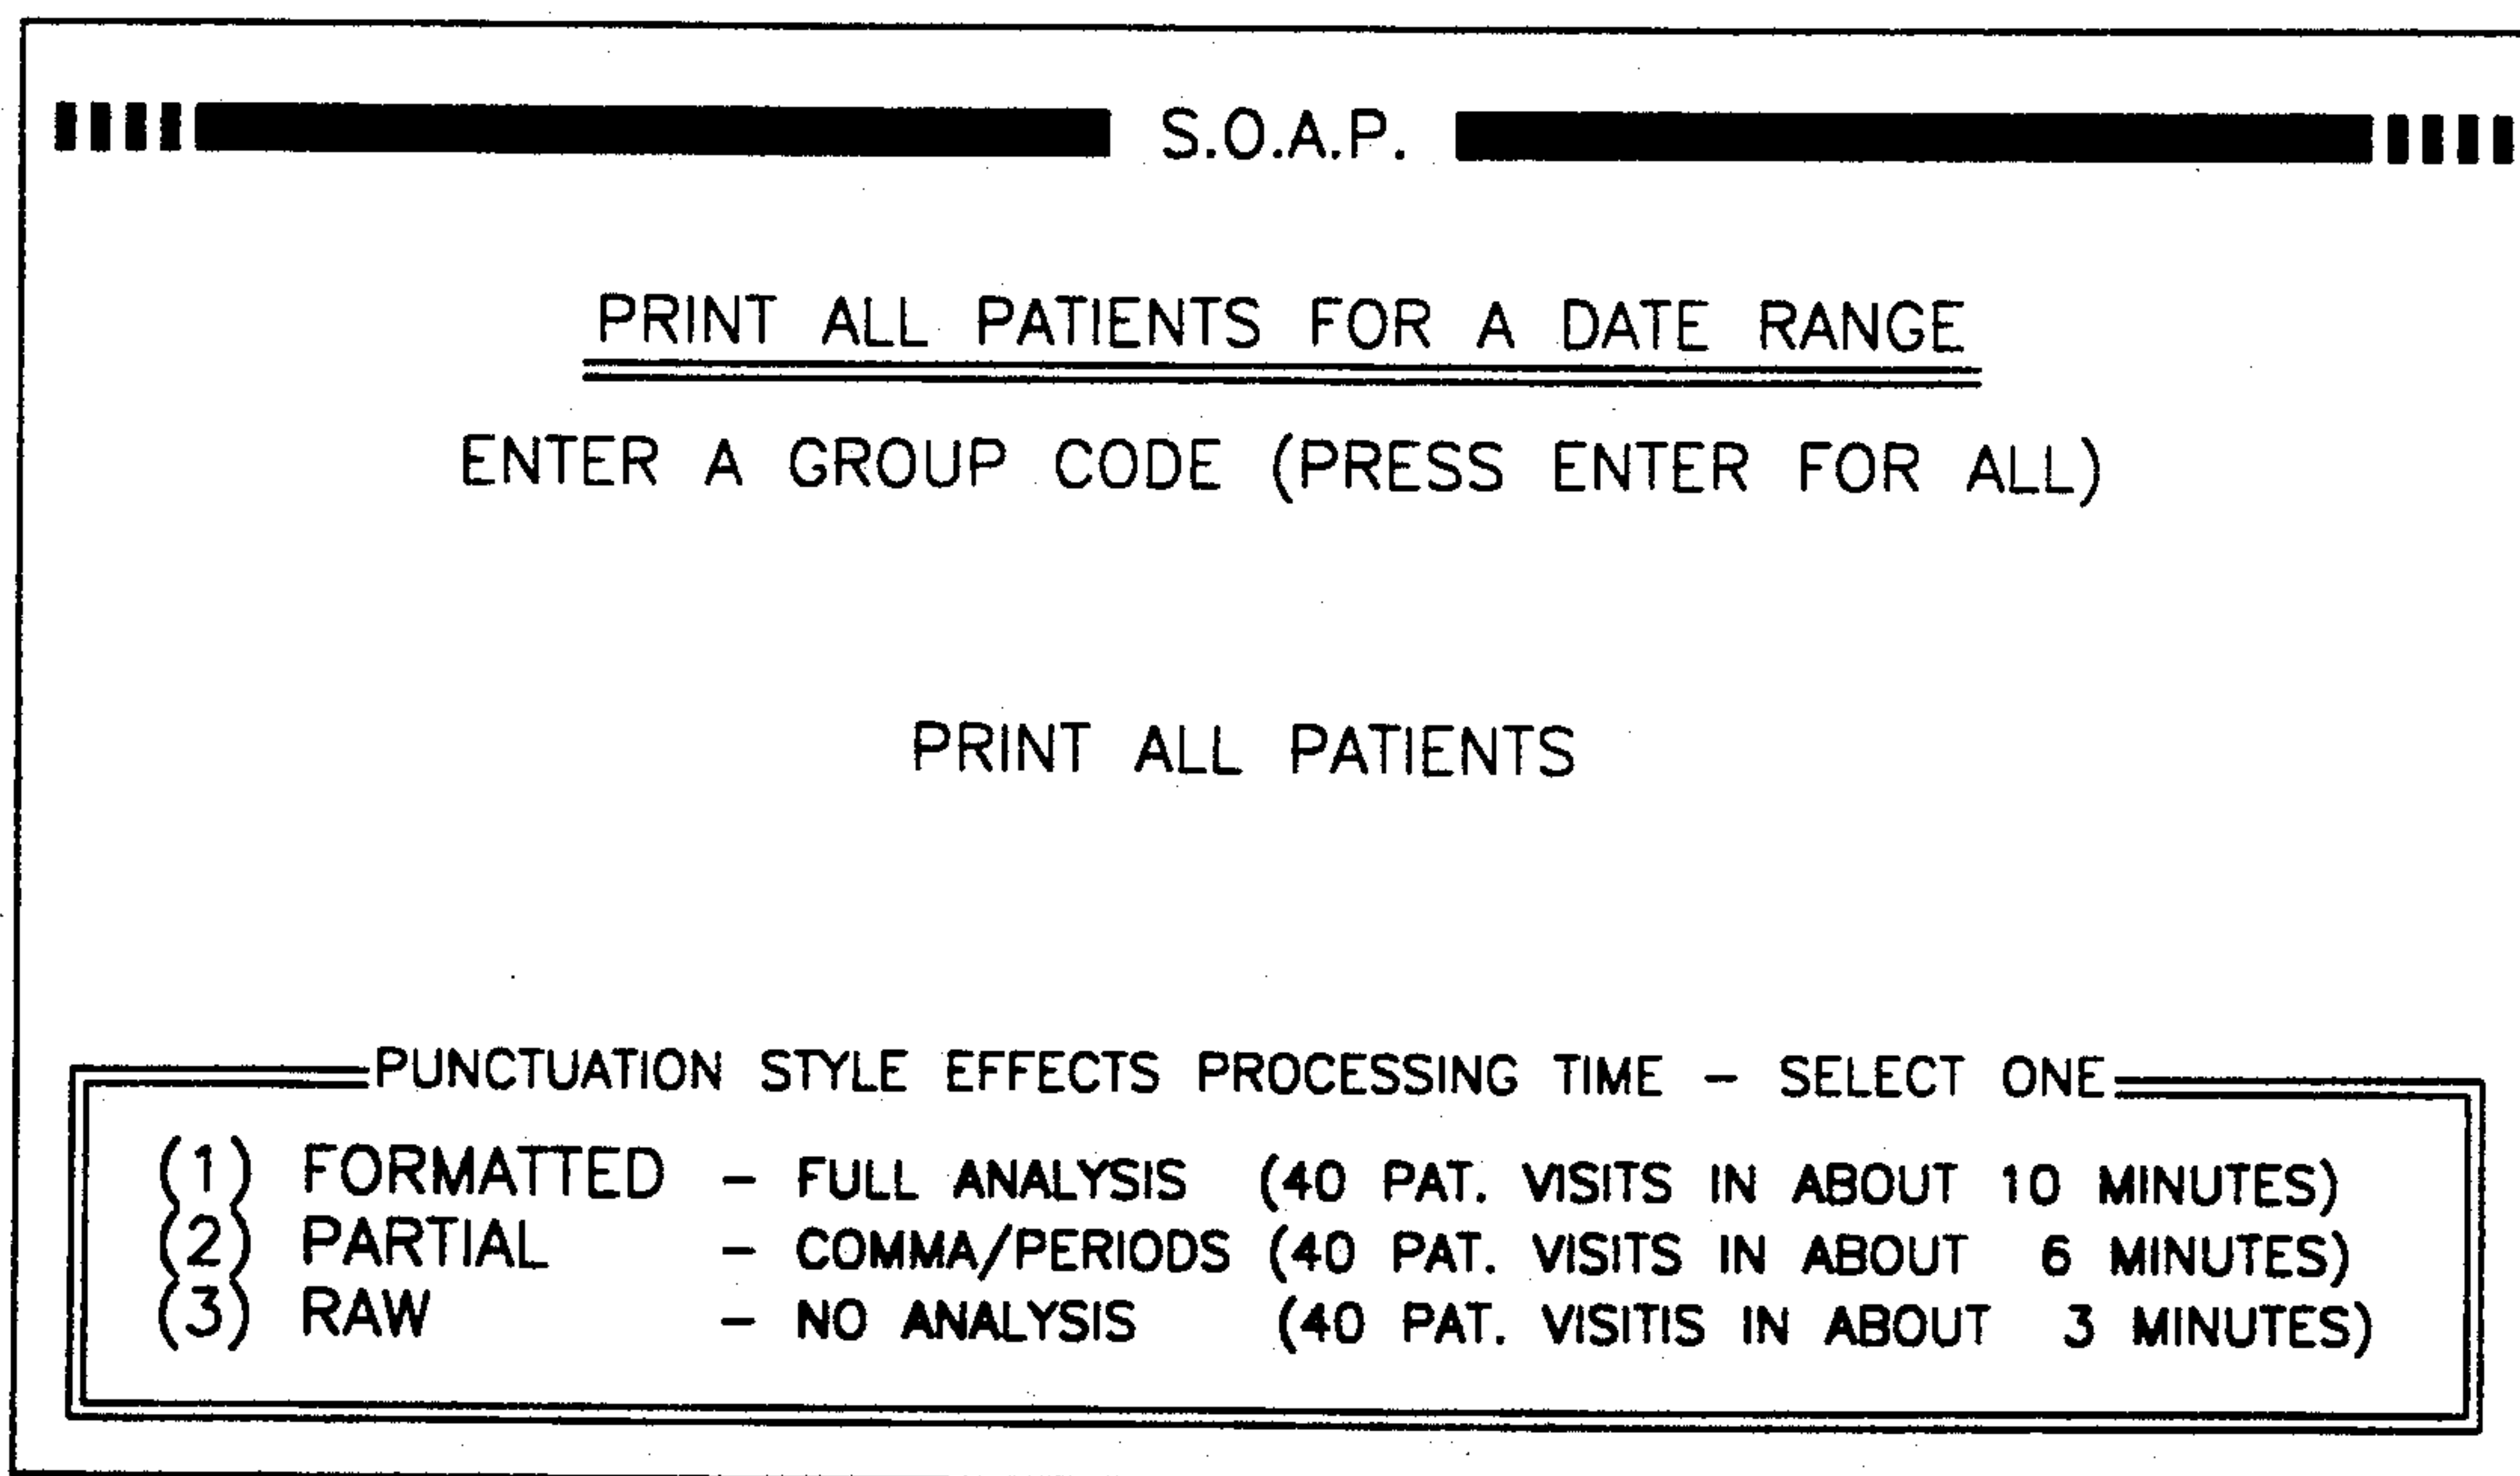 S.O.A.P.
PRINT ALL PATIENTS FOR A DATE RANGE
ENTER A GROUP CODE (PRESS ENTER FOR ALL)
PRINT ALL PATIENTS
PUNCTUATION STYLE EFFECTS PROCESSING TIME – SELECT ONE
(1) FORMATTED – FULL ANALYSIS (40 PAT. VISITS IN ABOUT 10 MINUTES)
(2) PARTIAL – COMMA/PERIODS (40 PAT. VISITS IN ABOUT 6 MINUTES)
(3) RAW – NO ANALYSIS (40 PAT. VISITIS IN ABOUT 3 MINUTES)